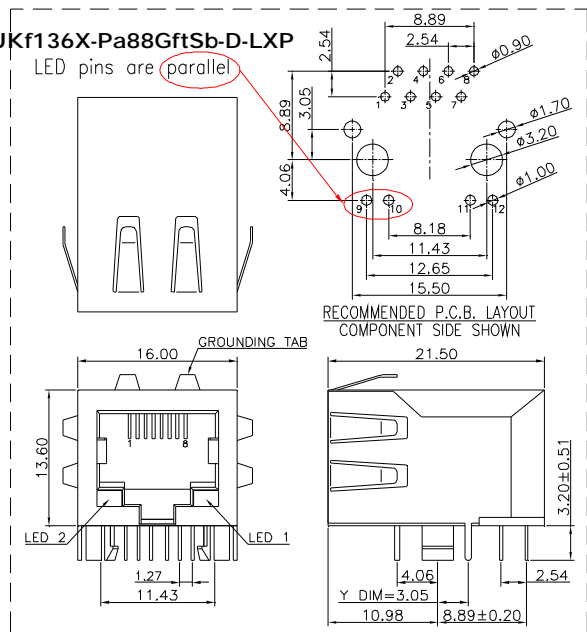 JKf136X-Pa88GftSb-D-LXP
LED pins are parallel
8.89
2.54
2.54
ø0.90
2 4 6 8
1 3 5 7
8.89
3.05
ø1.70
ø3.20
4.06
ø1.00
9 10 11 12
8.18
11.43
12.65
15.50
RECOMMENDED P.C.B. LAYOUT
COMPONENT SIDE SHOWN
16.00
GROUNDING TAB
21.50
13.60
1 8
LED 2
LED 1
1.27
11.43
3.20±0.51
4.06
2.54
Y DIM=3.05
10.98
8.89±0.20